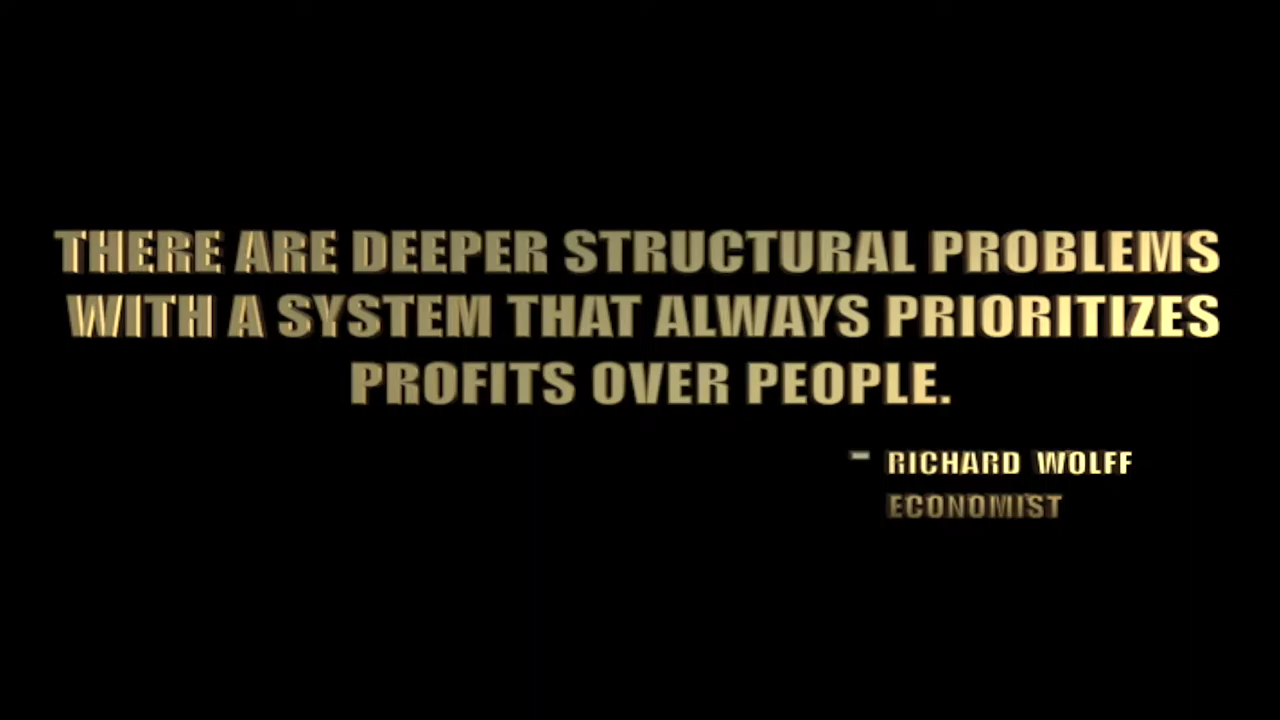 THERE ARE DEEPER STRUCTURAL PROBLEMS
WITH A SYSTEM THAT ALWAYS PRIORITIZES
PROFITS OVER PEOPLE.
- RICHARD WOLFF
ECONOMIST